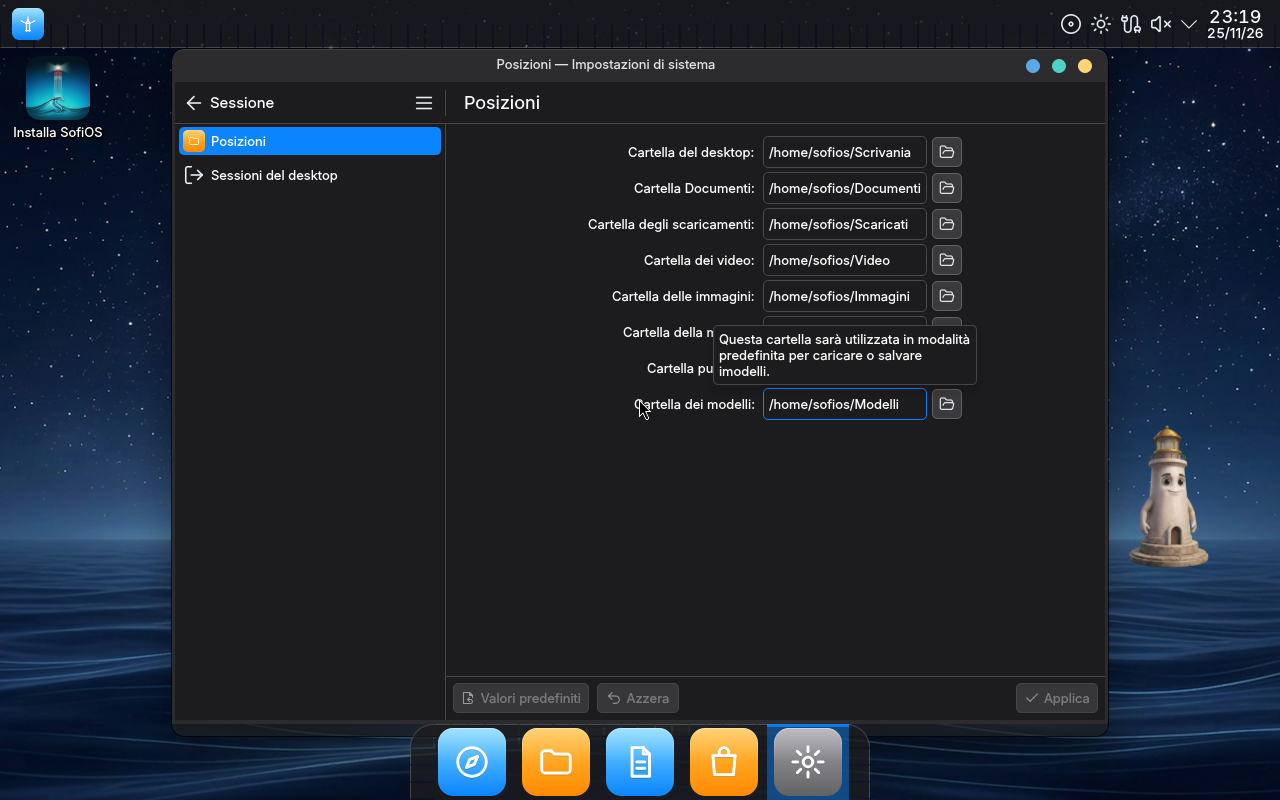 23:19
25/11/26
Installa SofiOS
Posizioni — Impostazioni di sistema
Sessione
Posizioni
Posizioni
Sessioni del desktop
Cartella del desktop: /home/sofios/Scrivania
Cartella Documenti: /home/sofios/Documenti
Cartella degli scaricamenti: /home/sofios/Scaricati
Cartella dei video: /home/sofios/Video
Cartella delle immagini: /home/sofios/Immagini
Cartella della
Cartella
Questa cartella sarà utilizzata in modalità
predefinita per caricare o salvare
imodelli.
Cartella dei modelli: /home/sofios/Modelli
Valori predefiniti
Azzera
Applica